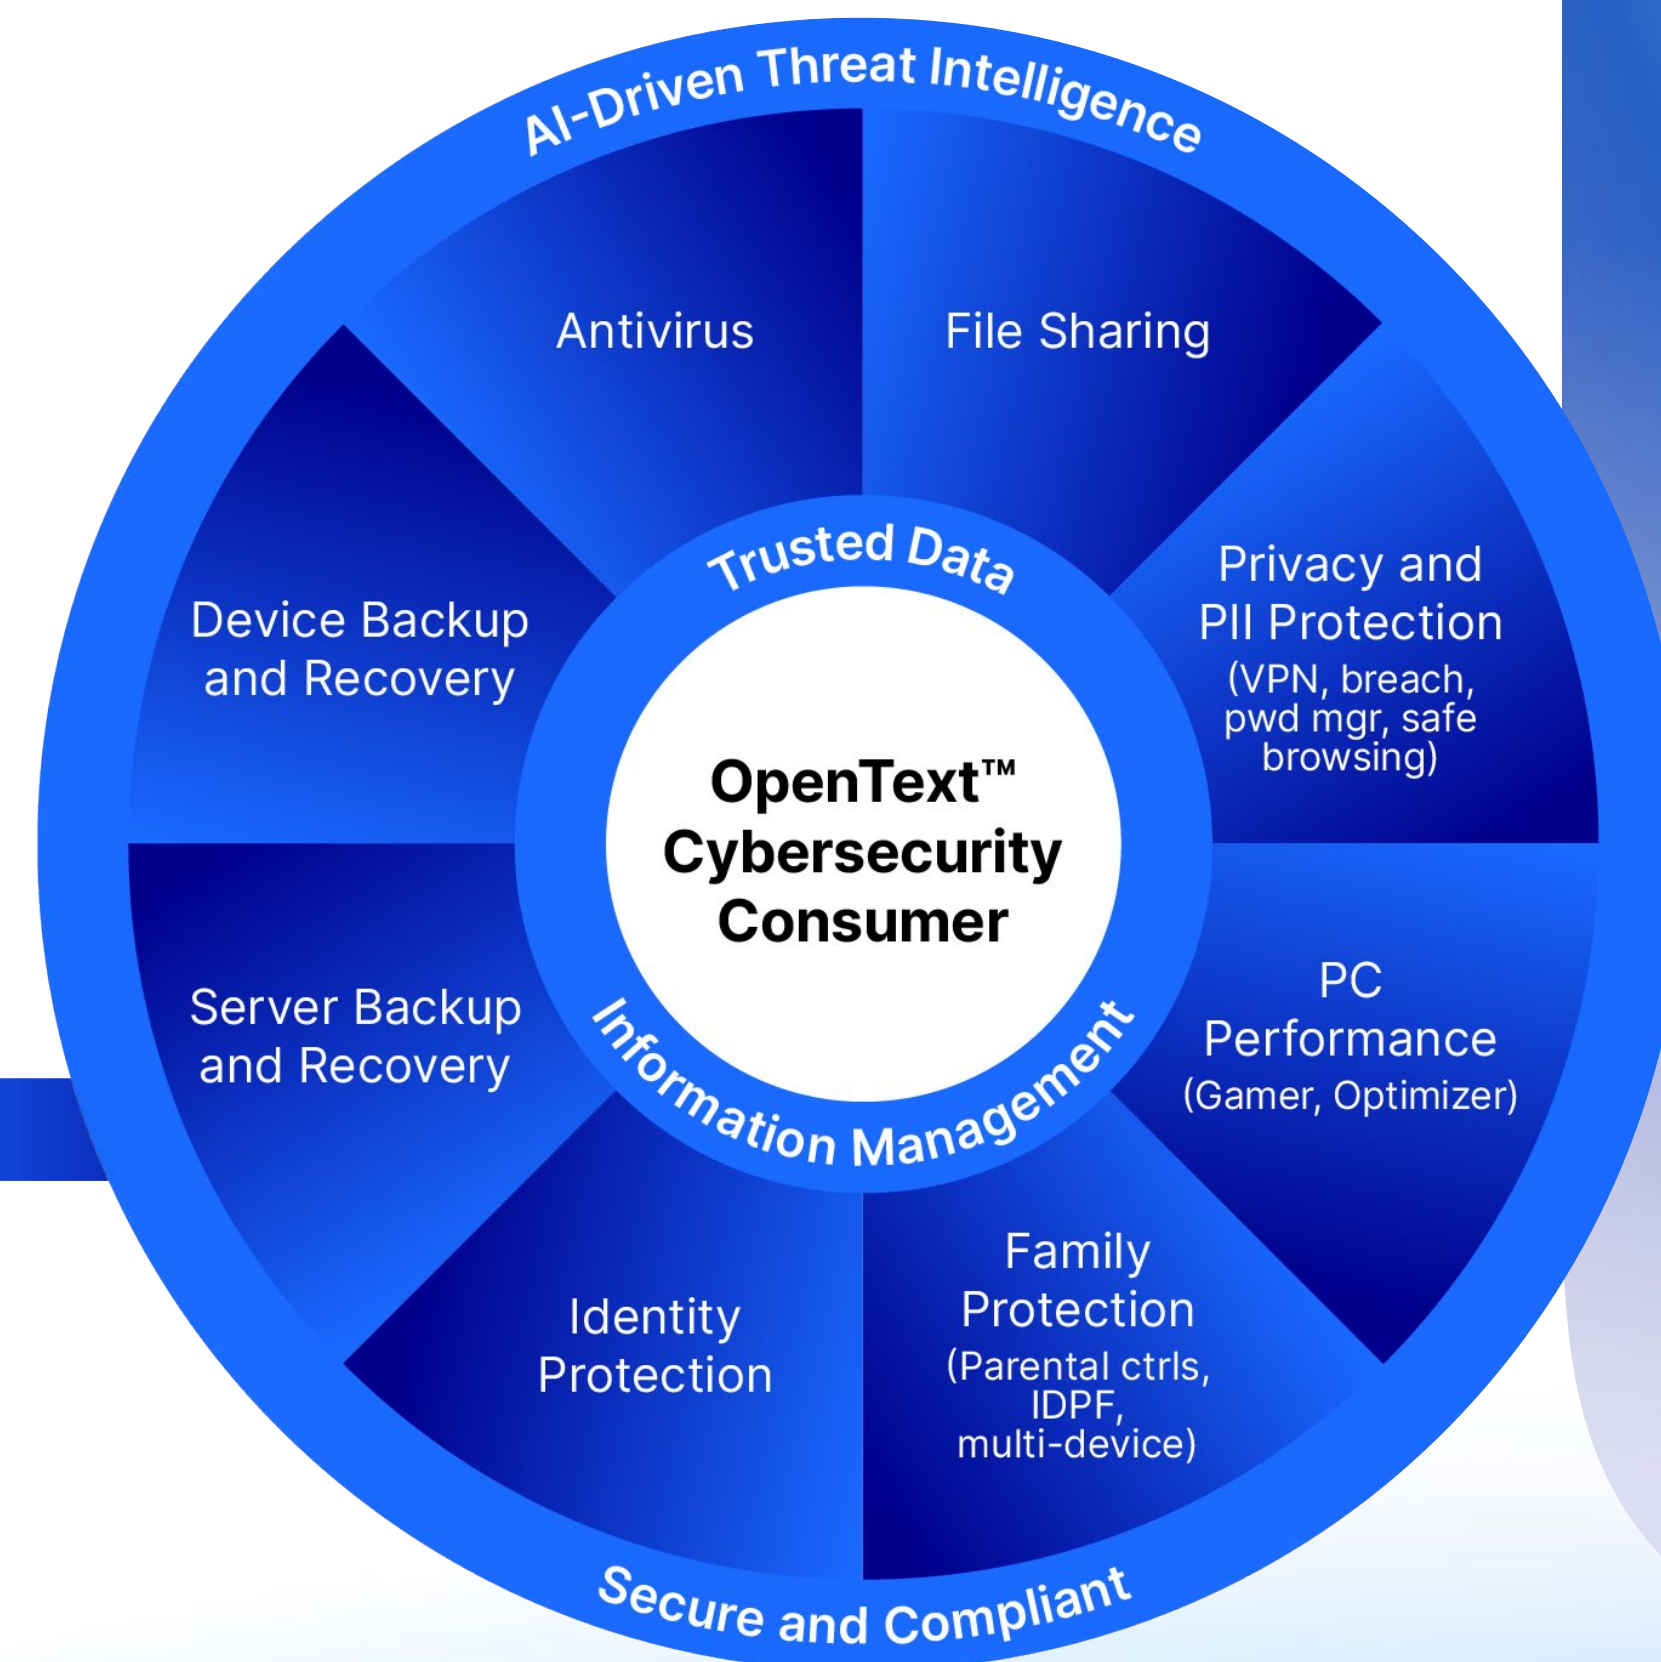 AI-Driven Threat Intelligence
Antivirus
File Sharing
Privacy and
PII Protection
(VPN, breach,
pwd mgr, safe
browsing)
PC
Performance
(Gamer, Optimizer)
Family
Protection
(Parental ctrls,
IDPF,
multi-device)
Identity
Protection
Server Backup
and Recovery
Device Backup
and Recovery
Trusted Data
OpenText™
Cybersecurity
Consumer
Information Management
Secure and Compliant